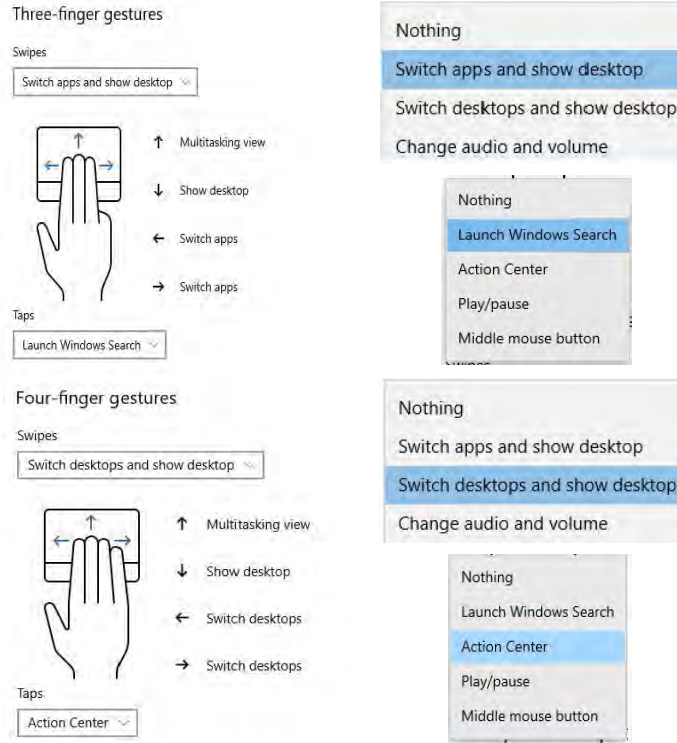 Three-finger gestures
Swipes
Switch apps and show desktop
↑ Multitasking view
↓ Show desktop
← Switch apps
→ Switch apps
Taps
Launch Windows Search
Nothing
Switch apps and show desktop
Switch desktops and show desktop
Change audio and volume
Nothing
Launch Windows Search
Action Center
Play/pause
Middle mouse button
Four-finger gestures
Swipes
Switch desktops and show desktop
↑ Multitasking view
↓ Show desktop
← Switch desktops
→ Switch desktops
Taps
Action Center
Nothing
Switch apps and show desktop
Switch desktops and show desktop
Change audio and volume
Nothing
Launch Windows Search
Action Center
Play/pause
Middle mouse button